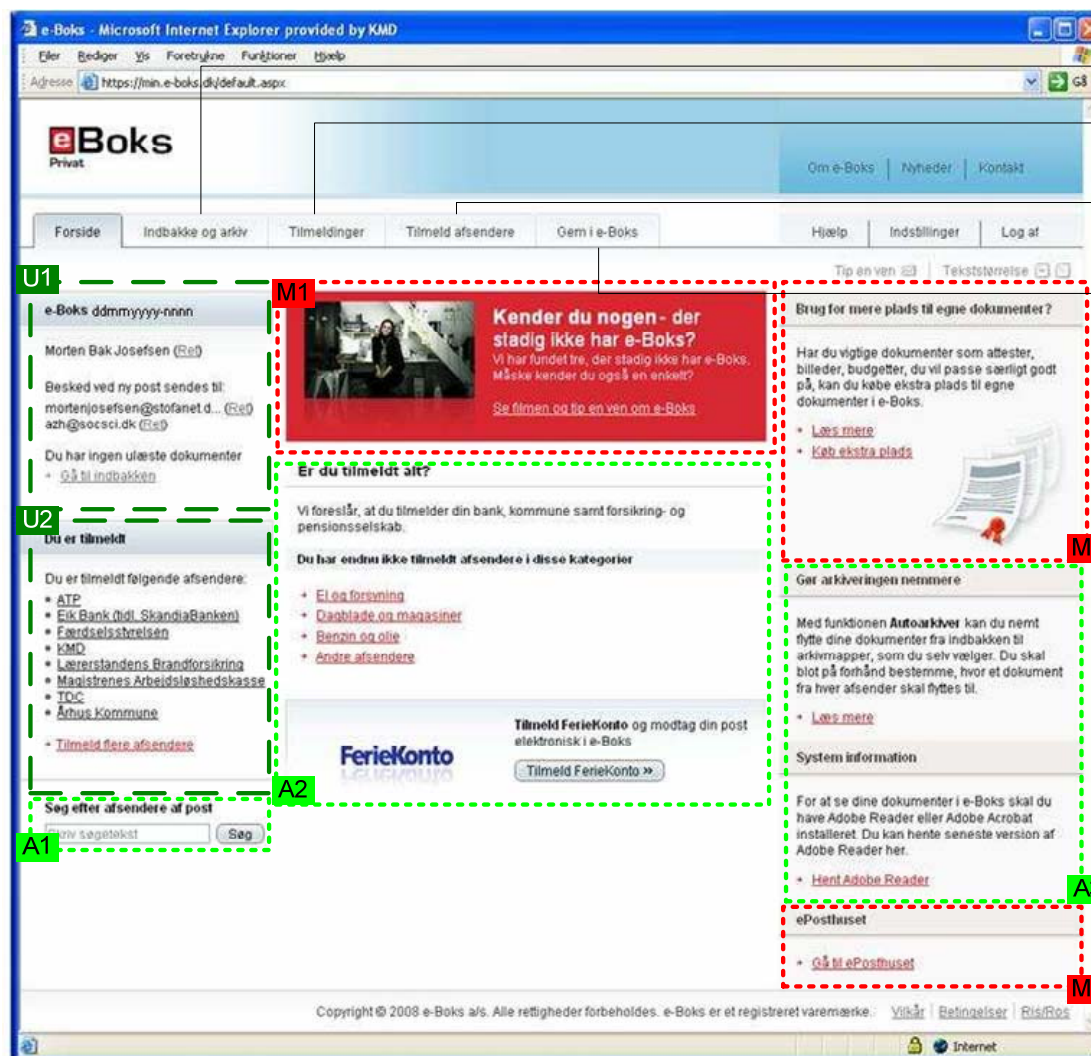 e-Boks - Microsoft Internet Explorer provided by KMD
Filer Rediger Vis Foretrukne Funktioner Hjælp
Adresse https://min.e-boks.dk/default.aspx Gå
eBoks
Privat
Om e-Boks | Nyheder | Kontakt
Forside Indbakke og arkiv Tilmeldinger Tilmeld afsendere Gem i e-Boks Hjælp Indstillinger Log af
Tip en ven | Tekststørrelse
U1
e-Boks ddmmyyyy-nnnn
Morten Bak Josefsen (Ret)
Besked ved ny post sendes til:
mortenjosefsen@stofanet.d... (Ret)
azh@socsci.dk (Ret)
Du har ingen ulæste dokumenter
Gå til indbakken
U2
Du er tilmeldt
Du er tilmeldt følgende afsendere:
ATP
Eik Bank (tidl. SkandiaBanken)
Færdselsstyrelsen
KMD
Lærerstandens Brandforsikring
Magistrenes Arbejdsløshedskasse
TDC
Århus Kommune
Tilmeld flere afsendere
Søg efter afsendere af post
Skriv søgetekst Søg
A1
M1
Kender du nogen - der
stadig ikke har e-Boks?
Vi har fundet tre, der stadig ikke har e-Boks.
Måske kender du også en enkelt?
Se filmen og tip en ven om e-Boks
Er du tilmeldt alt?
Vi foreslår, at du tilmelder din bank, kommune samt forsikring- og
pensionsselskab.
Du har endnu ikke tilmeldt afsendere i disse kategorier
El og forsyning
Dagblade og magasiner
Benzin og olie
Andre afsendere
FerieKonto
Tilmeld FerieKonto og modtag din post
elektronisk i e-Boks
Tilmeld FerieKonto »
A2
Brug for mere plads til egne dokumenter?
Har du vigtige dokumenter som attester,
billeder, budgetter, du vil passe særligt godt
på, kan du købe ekstra plads til egne
dokumenter i e-Boks.
Læs mere
Køb ekstra plads
M
Gør arkiveringen nemmere
Med funktionen Autoarkiver kan du nemt
flytte dine dokumenter fra indbakken til
arkivmapper, som du selv vælger. Du skal
blot på forhånd bestemme, hvor et dokument
fra hver afsender skal flyttes til.
Læs mere
System information
For at se dine dokumenter i e-Boks skal du
have Adobe Reader eller Adobe Acrobat
installeret. Du kan hente seneste version af
Adobe Reader her.
Hent Adobe Reader
A
ePosthuset
Gå til ePosthuset
M
Copyright © 2008 e-Boks a/s. Alle rettigheder forbeholdes. e-Boks er et registreret varemærke. Vilkår | Betingelser | Ris/Ros
Internet